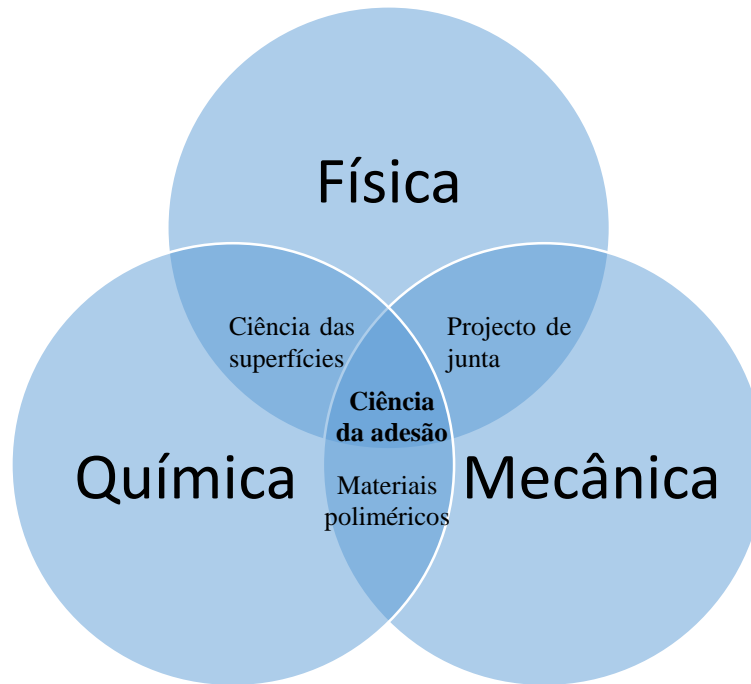 Física
Ciência das
superfícies
Projecto de
junta
Ciência
da adesão
Química
Mecânica
Materiais
poliméricos